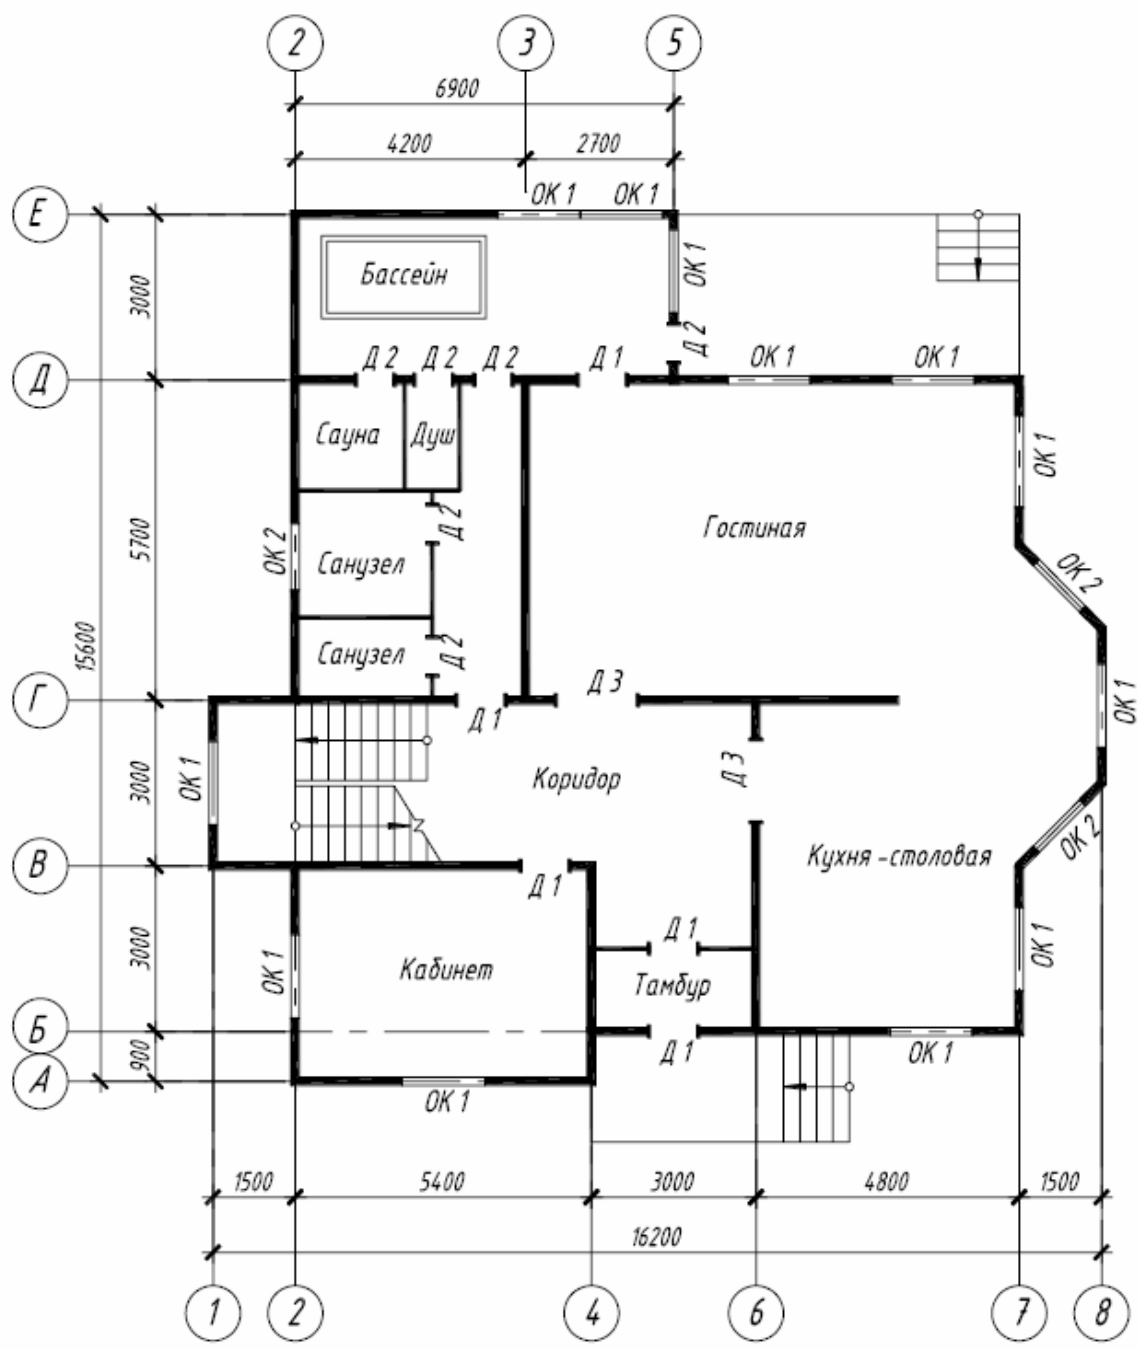 2 3 5
6900
4200 2700
ОК 1 ОК 1
Е
Бассейн
ОК 1
3000
Д 2 Д 2 Д 2 Д 1 Д 2 ОК 1 ОК 1
Д
Сауна Душ
ОК 1
Д 2
Гостиная
5700
ОК 2
Санузел
ОК 2
15600
Санузел
Д 2
Д 3
Г
Д 1
ОК 1
ОК 1
3000
Коридор
Д 3
ОК 2
Кухня - столовая
В
Д 1
3000
ОК 1
Кабинет
Д 1
ОК 1
Тамбур
Б
900
Д 1
ОК 1
А
ОК 1
1500 5400 3000 4800 1500
16200
1 2 4 6 7 8